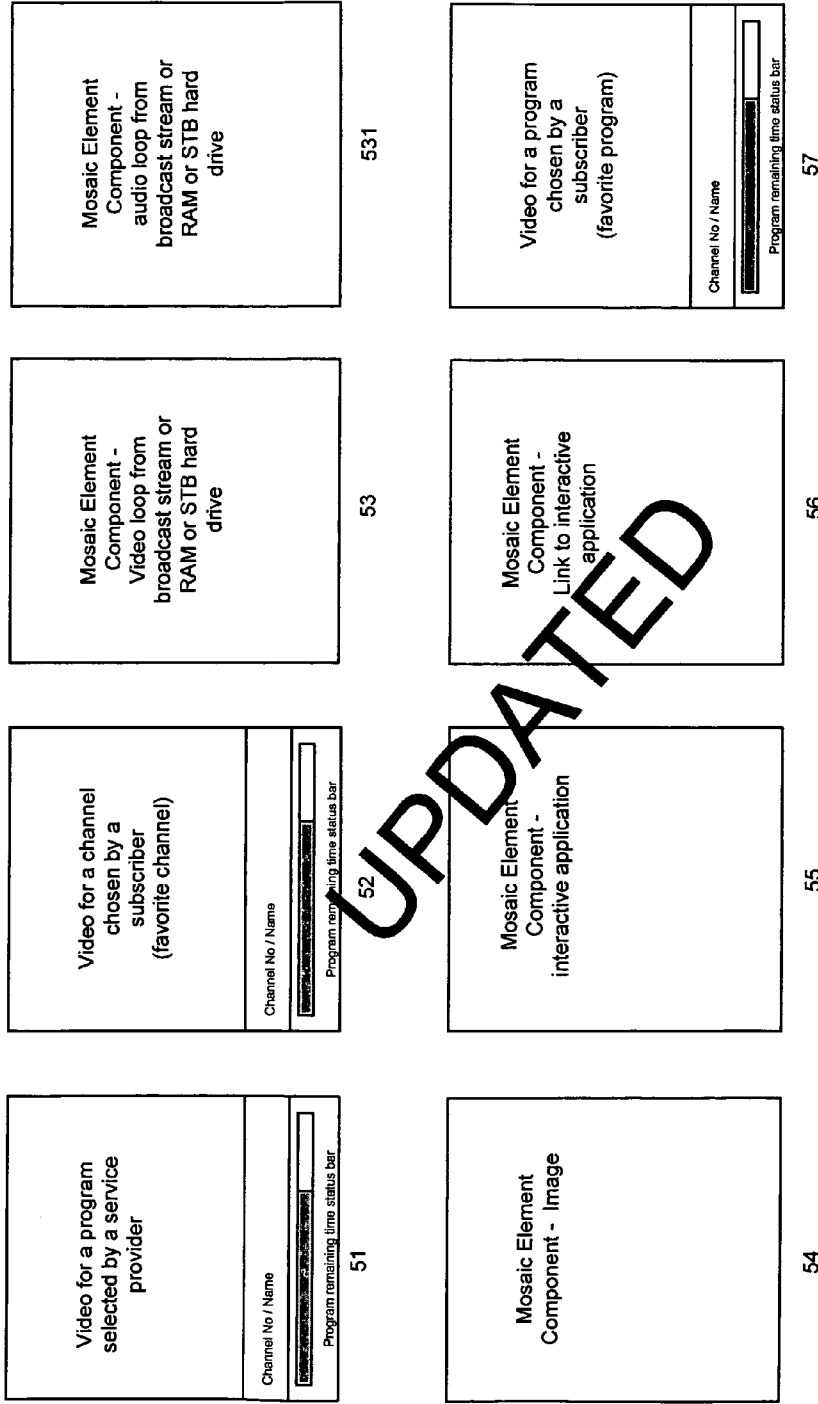 Video for a program
selected by a service
provider
Channel No / Name
Program remaining time status bar
51
Video for a channel
chosen by a
subscriber
(favorite channel)
Channel No / Name
Program remaining time status bar
52
Mosaic Element
Component -
Video loop from
broadcast stream or
RAM or STB hard
drive
53
Mosaic Element
Component -
audio loop from
broadcast stream or
RAM or STB hard
drive
531
Mosaic Element
Component - Image
54
Mosaic Element
Component -
interactive application
55
Mosaic Element
Component -
Link to interactive
application
56
Video for a program
chosen by a
subscriber
(favorite program)
Channel No / Name
Program remaining time status bar
57
UPDATED